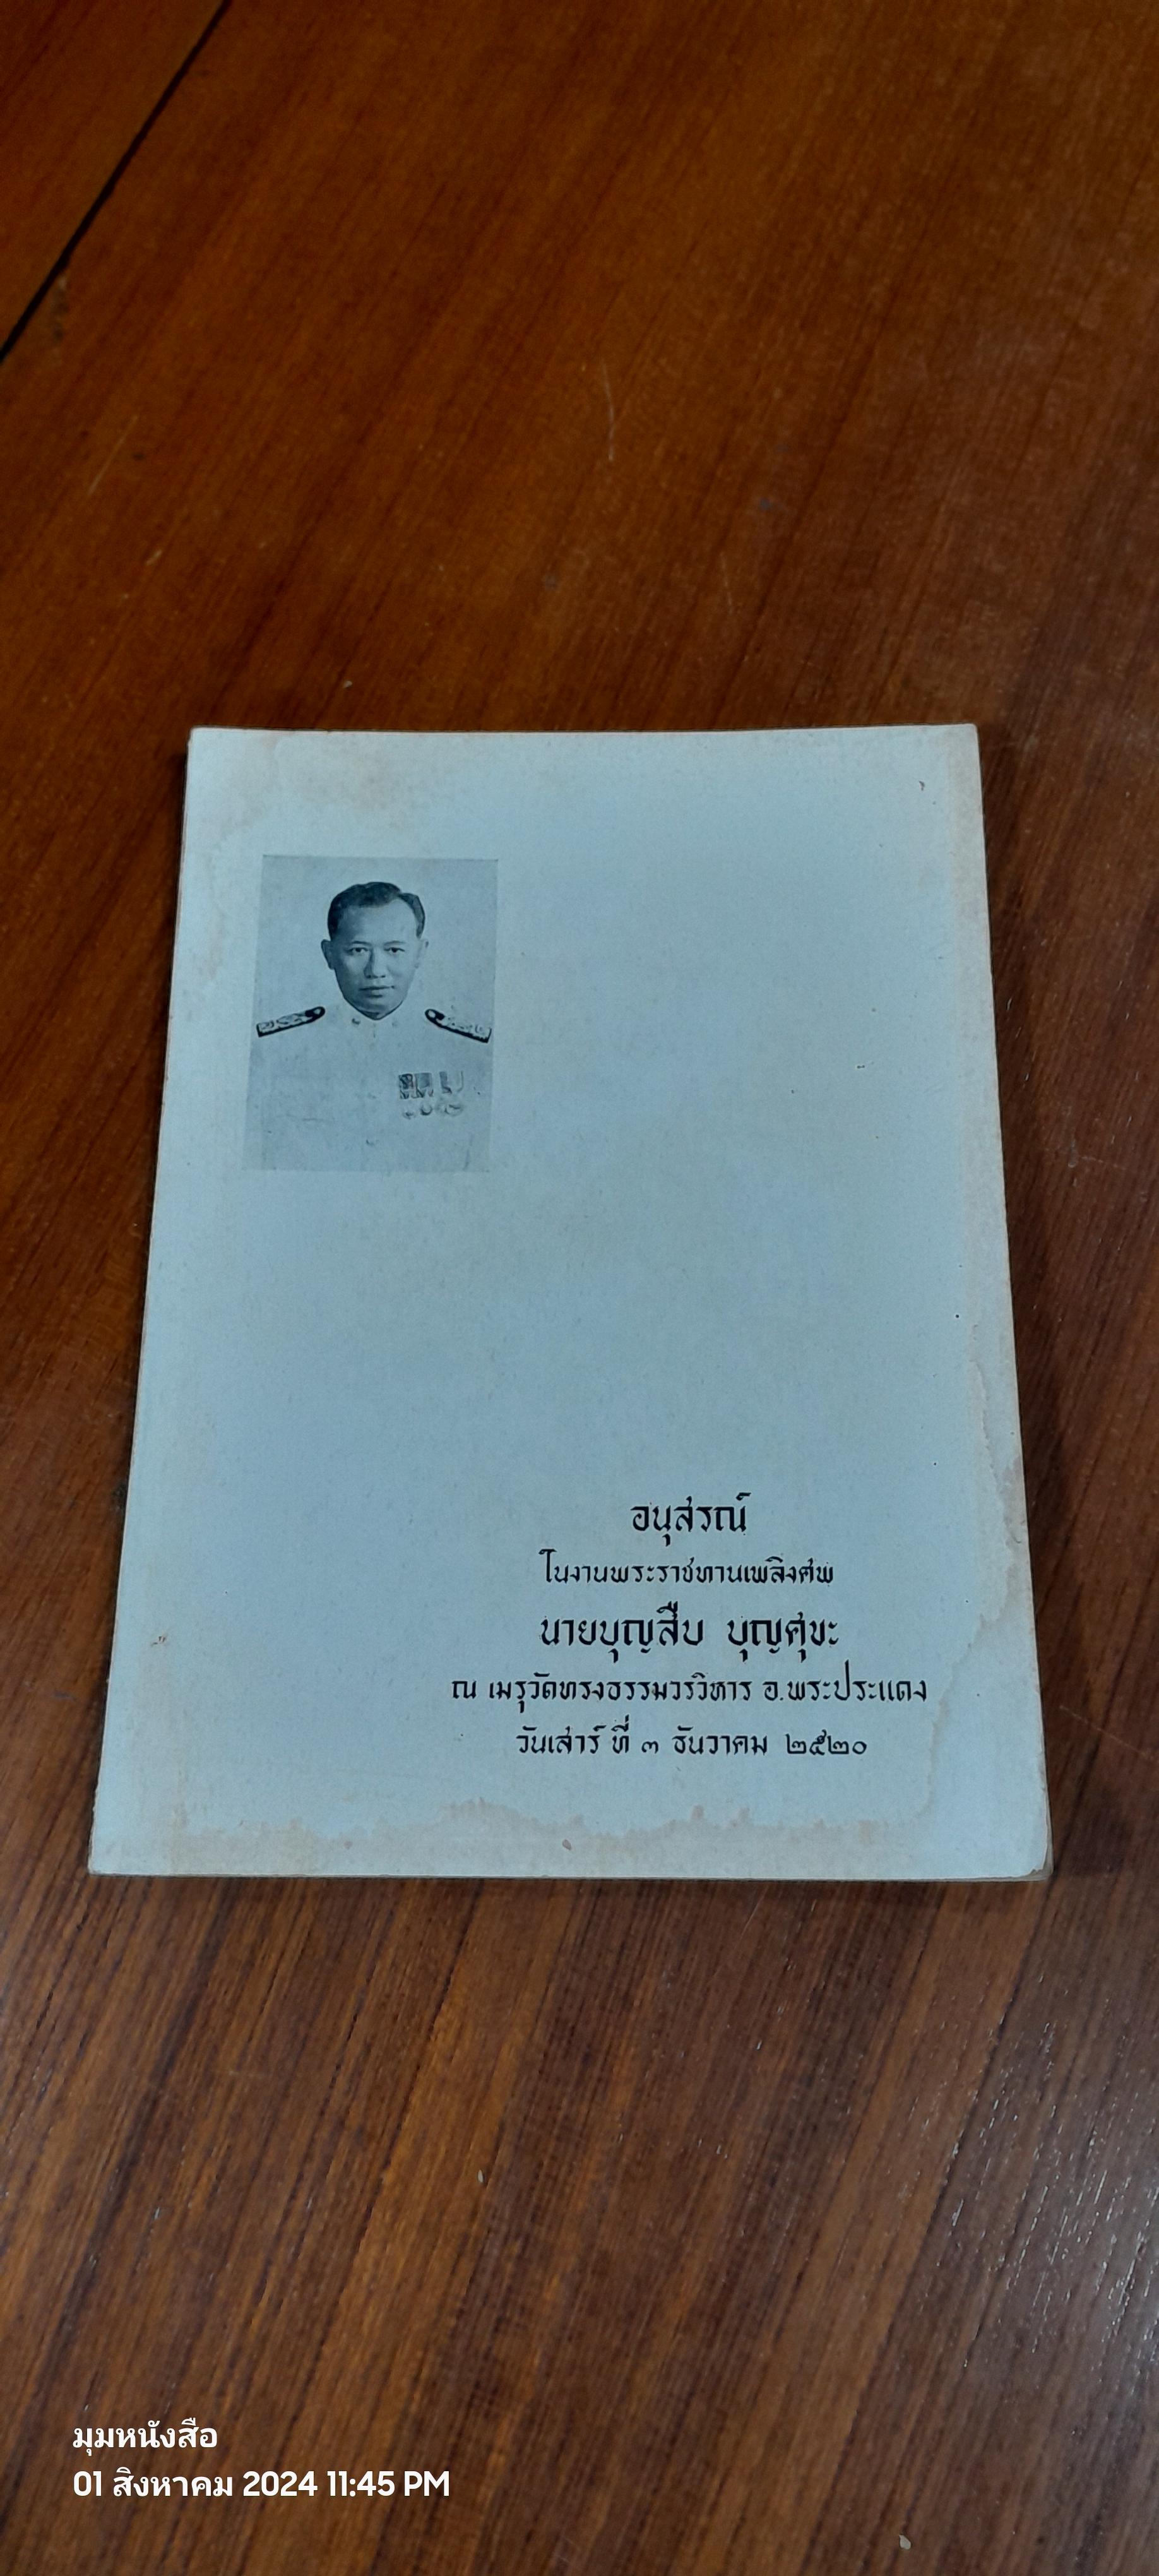 อนุสรณ์
ในงานพระราชทานเพลิงศพ
นายบุญสืบ บุญศุขะ
ณ เมรุวัดทรงธรรมวรวิหาร อ.พระประแดง
วันเสาร์ ที่ ๓ ธันวาคม ๒๕๒๐
มุมหนังสือ
01 สิงหาคม 2024 11:45 PM